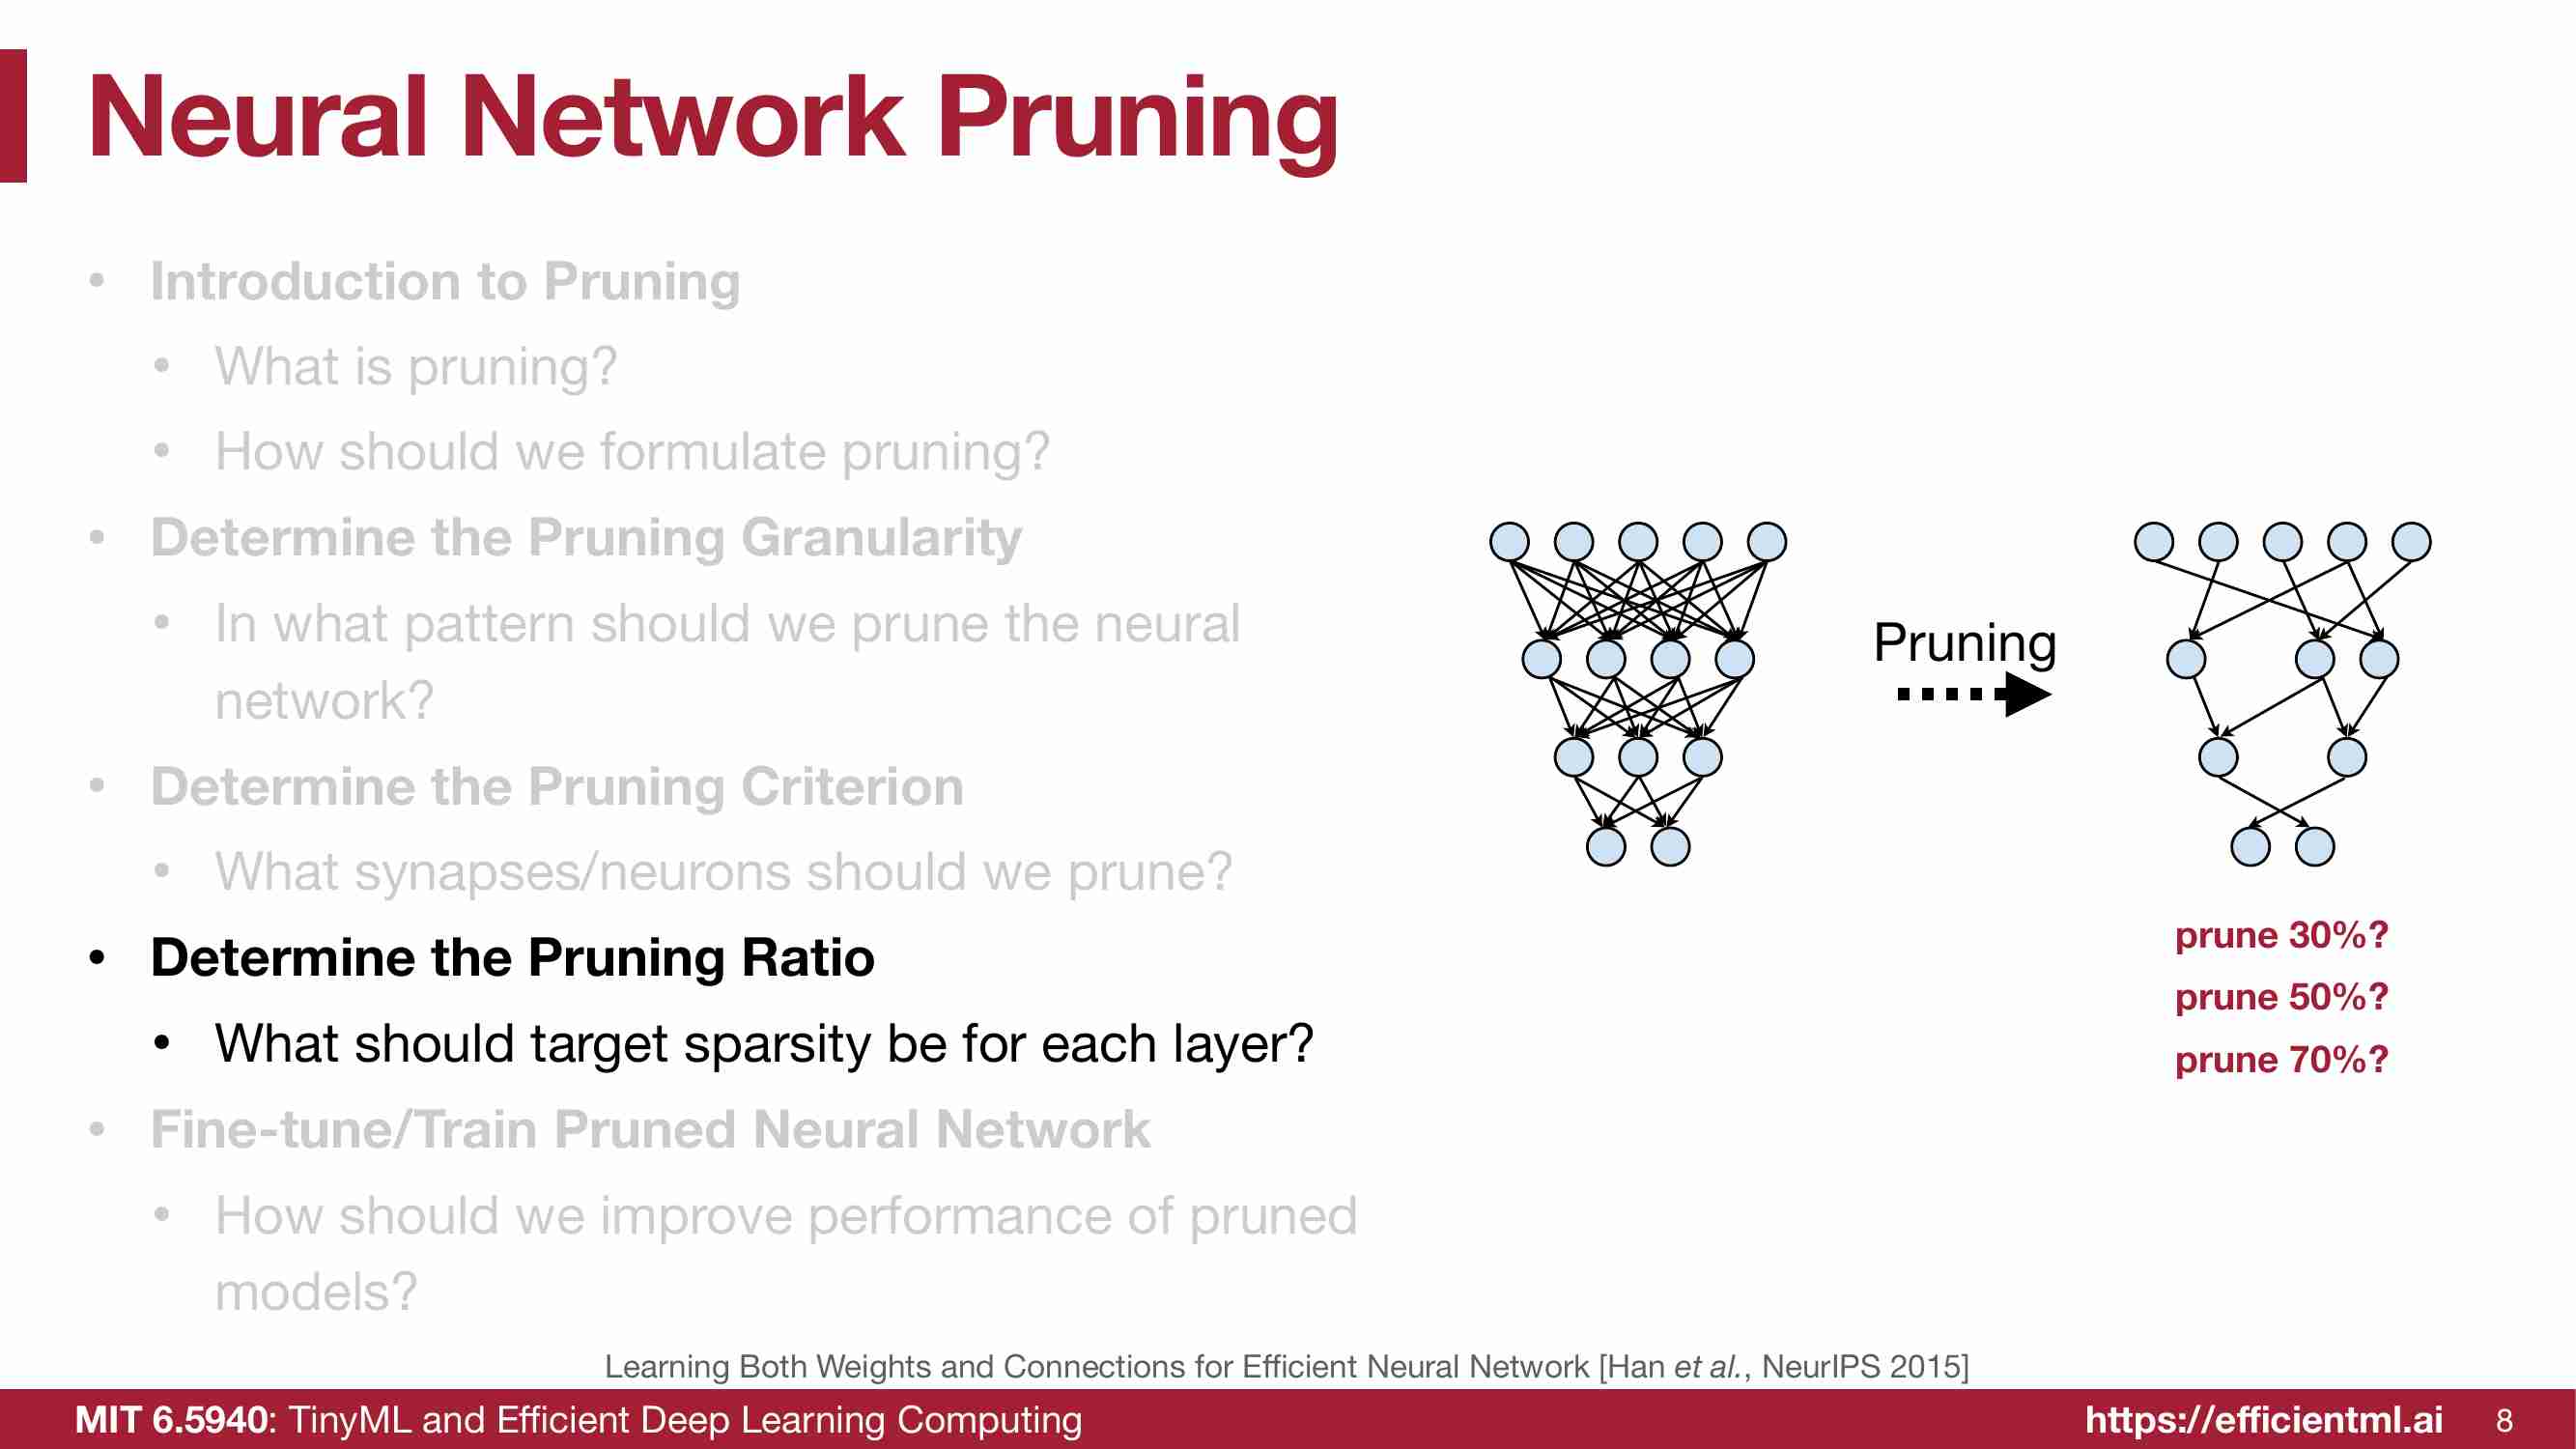 Neural Network Pruning
• Introduction to Pruning
• What is pruning?
• How should we formulate pruning?
• Determine the Pruning Granularity
• In what pattern should we prune the neural
network?
• Determine the Pruning Criterion
• What synapses/neurons should we prune?
• Determine the Pruning Ratio
• What should target sparsity be for each layer?
• Fine-tune/Train Pruned Neural Network
• How should we improve performance of pruned
models?
Pruning
prune 30%?
prune 50%?
prune 70%?
Learning Both Weights and Connections for Efficient Neural Network [Han et al., NeurIPS 2015]
MIT 6.5940: TinyML and Efficient Deep Learning Computing
https://efficientml.ai
8